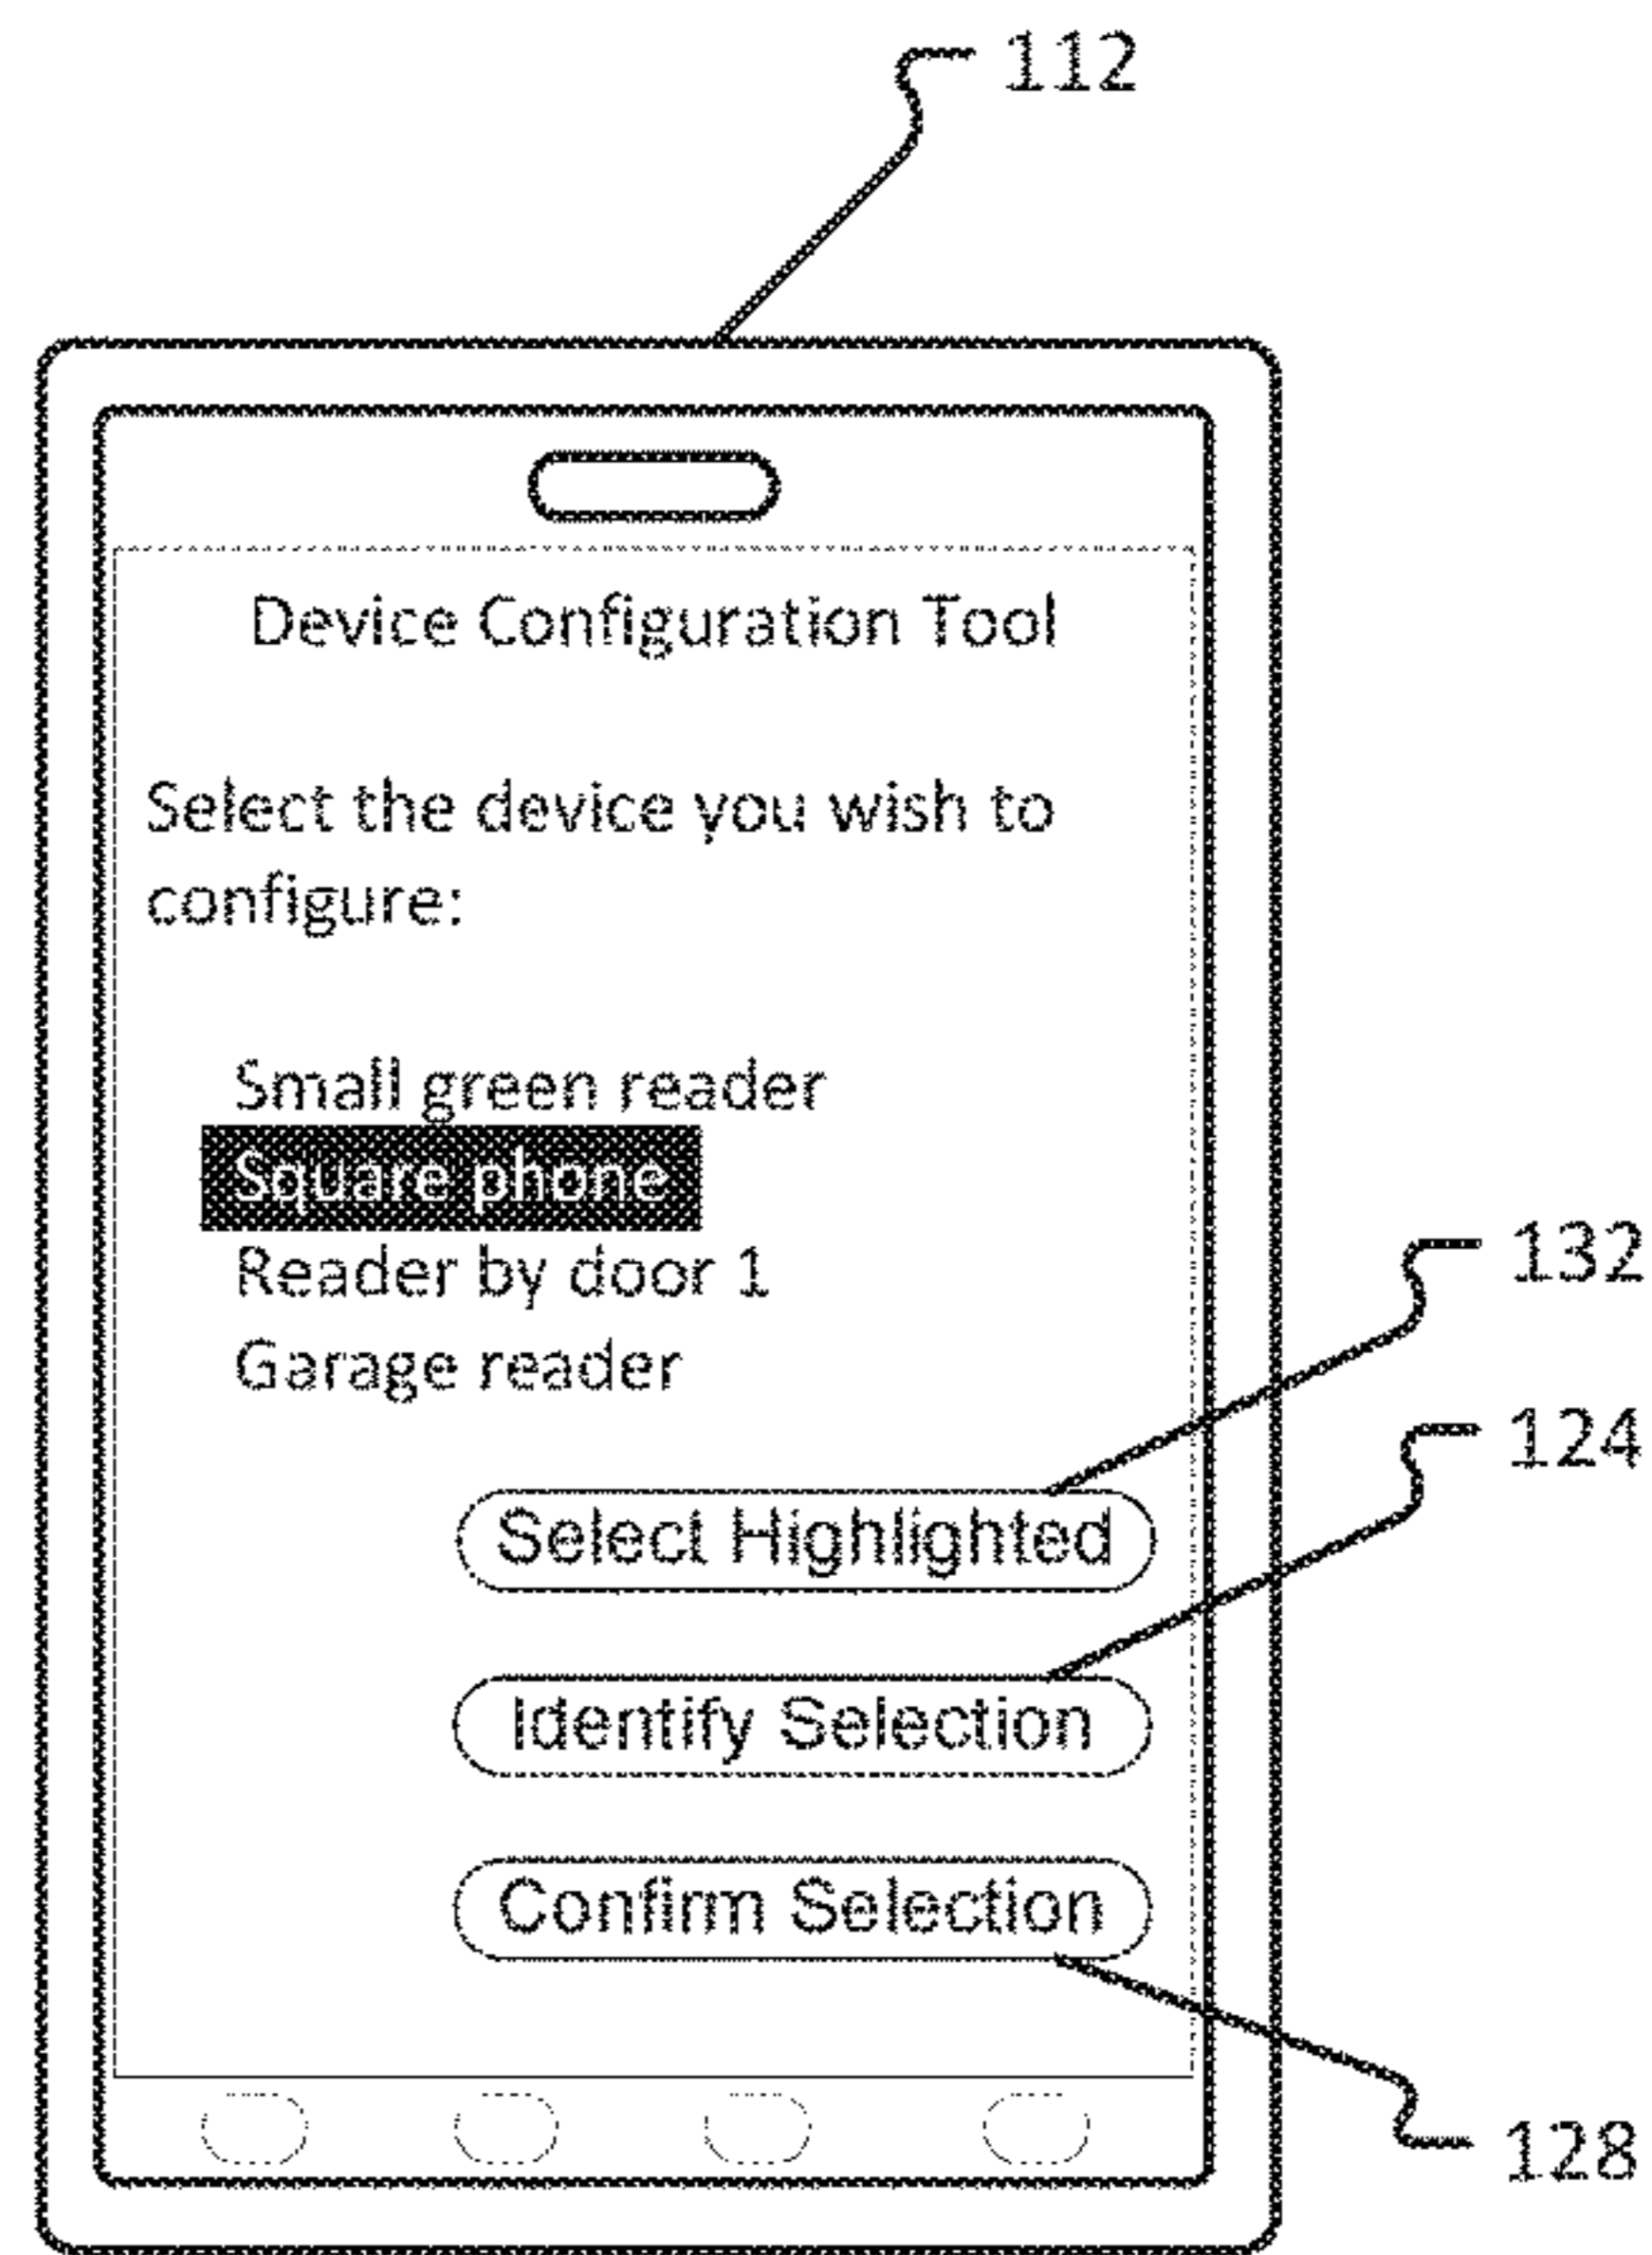 112
Device Configuration Tool
Select the device you wish to
configure:
Small green reader
Square phone
Reader by door 1
132
Garage reader
124
Select Highlighted
Identify Selection
Confirm Selection
128